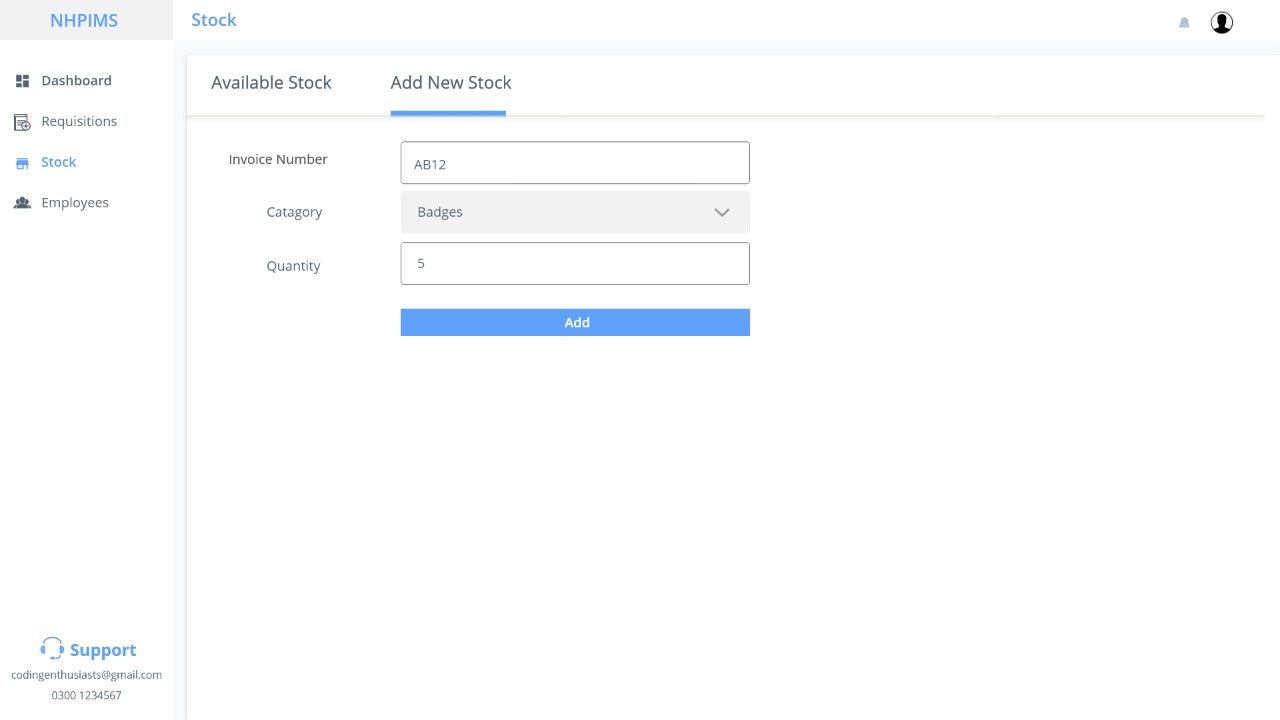 NHPIMS
Stock
Dashboard
Requisitions
Stock
Employees
Available Stock
Add New Stock
Invoice Number
AB12
Catagory
Badges
Quantity
5
Add
Support
codingenthusiasts@gmail.com
0300 1234567